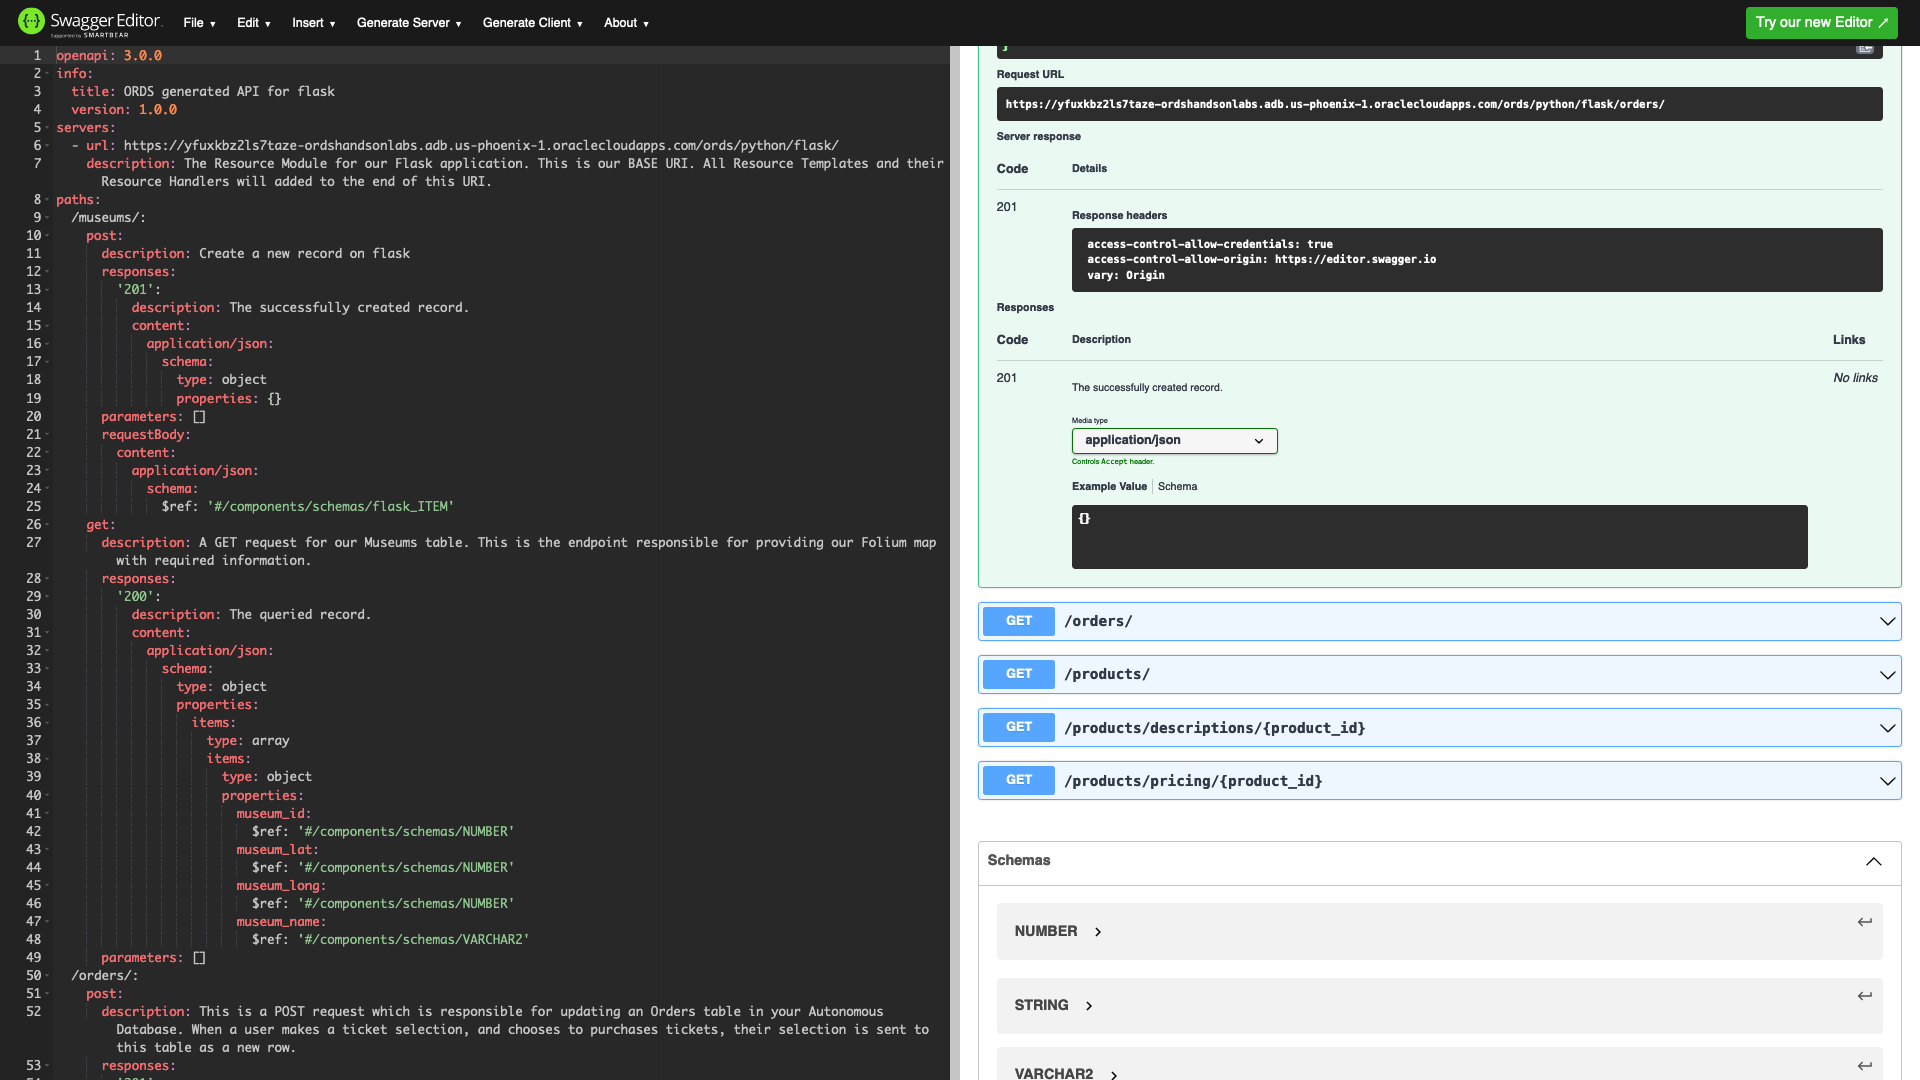 Swagger Editor
Supported by SMARTBEAR
File
Edit
Insert
Generate Server
Generate Client
About
Try our new Editor
1 openapi: 3.0.0
2 info:
3 title: ORDS generated API for flask
4 version: 1.0.0
5 servers:
6 - url: https://yfuxkbz2ls7taze-ordshandsonlabs.adb.us-phoenix-1.oraclecloudapps.com/ords/python/flask/
7 description: The Resource Module for our Flask application. This is our BASE URI. All Resource Templates and their
Resource Handlers will added to the end of this URI.
8 paths:
9 /museums/:
10 post:
11 description: Create a new record on flask
12 responses:
13 '201':
14 description: The successfully created record.
15 content:
16 application/json:
17 schema:
18 type: object
19 properties: {}
20 parameters: []
21 requestBody:
22 content:
23 application/json:
24 schema:
25 $ref: '#/components/schemas/flask_ITEM'
26 get:
27 description: A GET request for our Museums table. This is the endpoint responsible for providing our Folium map
with required information.
28 responses:
29 '200':
30 description: The queried record.
31 content:
32 application/json:
33 schema:
34 type: object
35 properties:
36 items:
37 type: array
38 items:
39 type: object
40 properties:
41 museum_id:
42 $ref: '#/components/schemas/NUMBER'
43 museum_lat:
44 $ref: '#/components/schemas/NUMBER'
45 museum_long:
46 $ref: '#/components/schemas/NUMBER'
47 museum_name:
48 $ref: '#/components/schemas/VARCHAR2'
49 parameters: []
50 /orders/:
51 post:
52 description: This is a POST request which is responsible for updating an Orders table in your Autonomous
Database. When a user makes a ticket selection, and chooses to purchases tickets, their selection is sent to
this table as a new row.
53 responses:
Request URL
https://yfuxkbz2ls7taze-ordshandsonlabs.adb.us-phoenix-1.oraclecloudapps.com/ords/python/flask/orders/
Server response
Code Details
201
Response headers
access-control-allow-credentials: true
access-control-allow-origin: https://editor.swagger.io
vary: Origin
Responses
Code Description Links
201
The successfully created record.
No links
Media type
application/json
Controls Accept header.
Example Value Schema
{}
GET /orders/
GET /products/
GET /products/descriptions/{product_id}
GET /products/pricing/{product_id}
Schemas
NUMBER
STRING
VARCHAR2